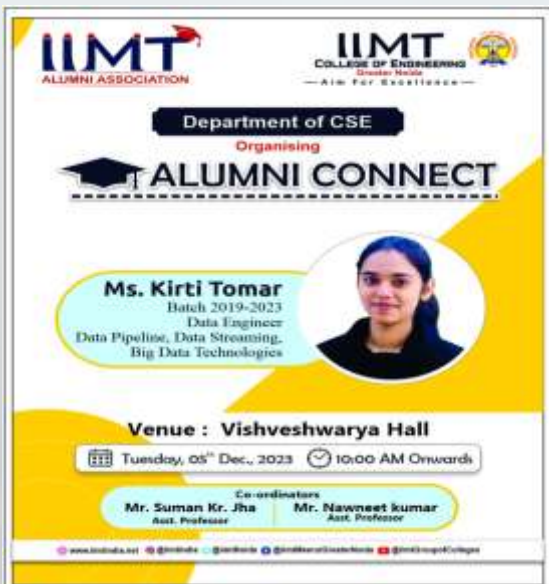 IIMT
ALUMNI ASSOCIATION
IIMT
COLLEGE OF ENGINEERING
Greater Noida
Aim For Excellence
Department of CSE
Organising
ALUMNI CONNECT
Ms. Kirti Tomar
Batch 2019-2023
Data Engineer
Data Pipeline, Data Streaming,
Big Data Technologies
Venue : Vishveshwarya Hall
Tuesday, 05th Dec., 2023 10:00 AM Onwards
Co-ordinators
Mr. Suman Kr. Jha
Asst. Professor
Mr. Nawneet kumar
Asst. Professor